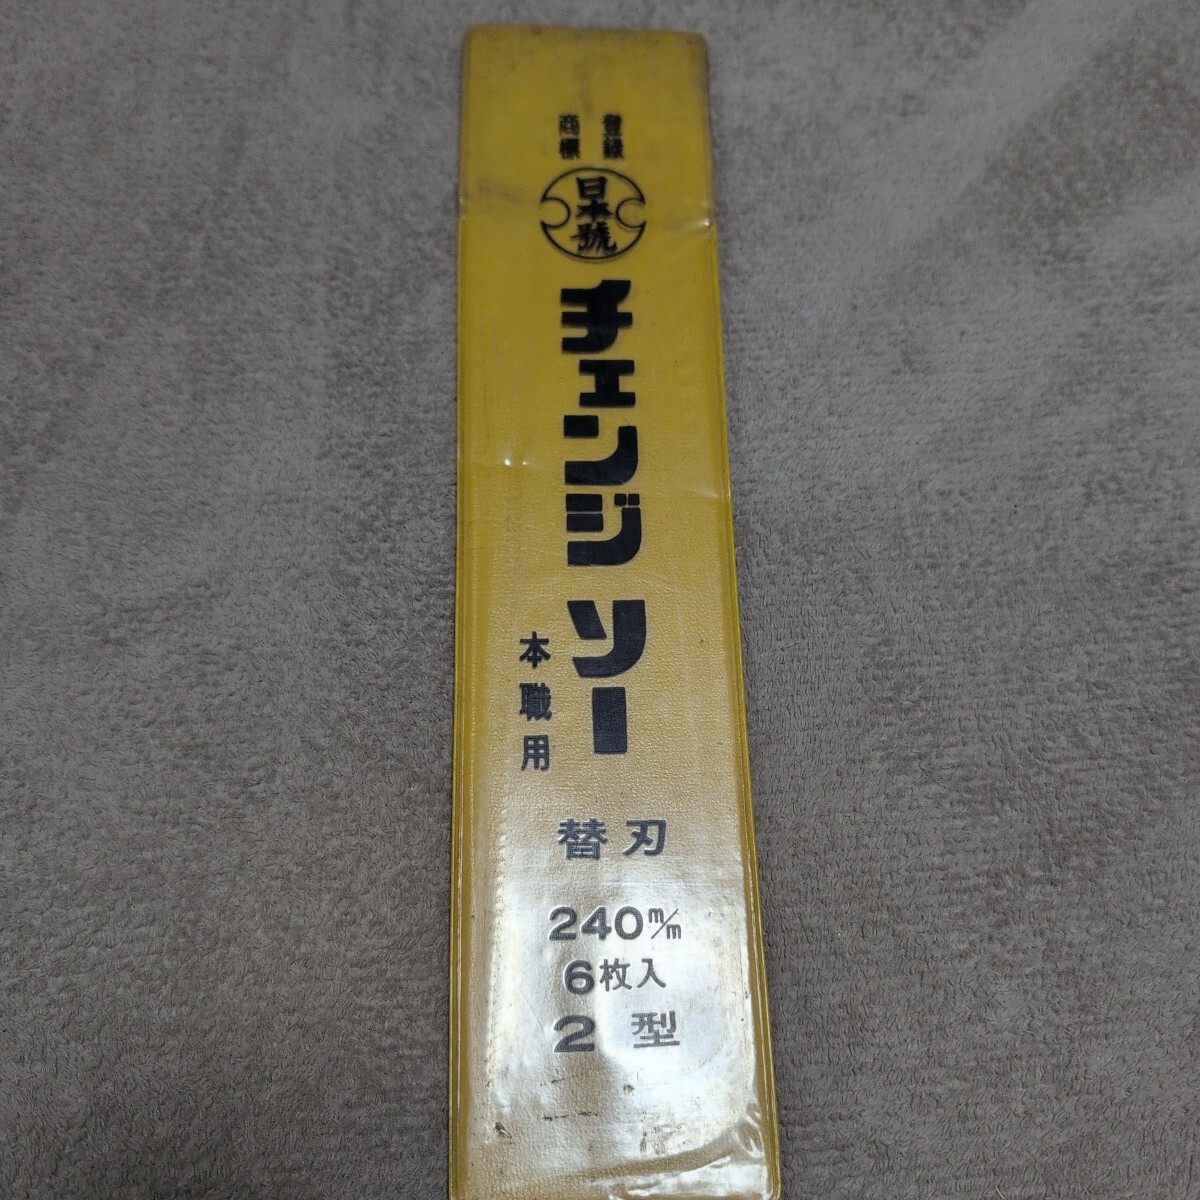 登録
商標
日本號
チェンジソー
本職用
替刃
240m/m
6枚入
2型